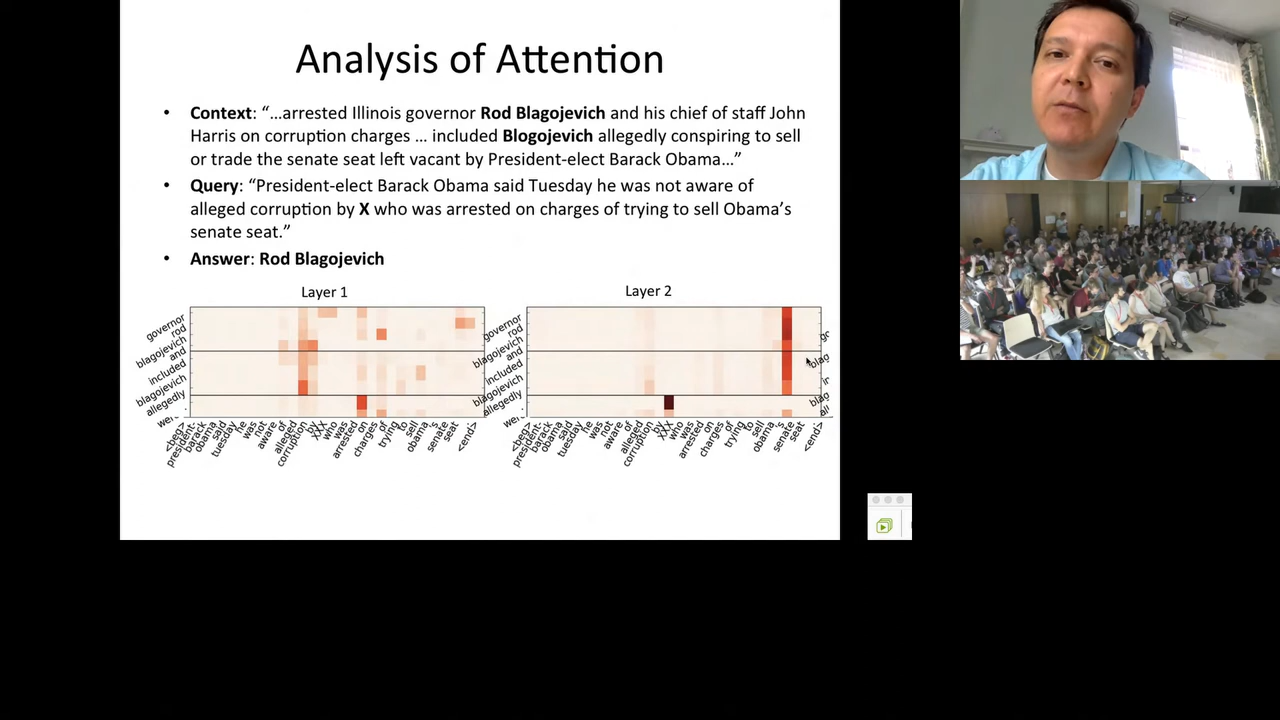 Analysis of Attention
• Context: “…arrested Illinois governor Rod Blagojevich and his chief of staff John
Harris on corruption charges … included Blogojevich allegedly conspiring to sell
or trade the senate seat left vacant by President-elect Barack Obama…”
• Query: “President-elect Barack Obama said Tuesday he was not aware of
alleged corruption by X who was arrested on charges of trying to sell Obama’s
senate seat.”
• Answer: Rod Blagojevich
Layer 1
Layer 2
governor
rod
blagojevich
and
included
blagojevich
allegedly
<beg>
president-
barack
obama
said
tuesday
he
was
not
aware
of
alleged
corruption
by
XXX
who
was
arrested
on
charges
of
trying
to
sell
obama
's
senate
seat
.
<end>
governor
rod
blagojevich
and
included
blagojevich
allegedly
<beg>
president-
barack
obama
said
tuesday
he
was
not
aware
of
alleged
corruption
by
XXX
who
was
arrested
on
charges
of
trying
to
sell
obama
's
senate
seat
.
<end>